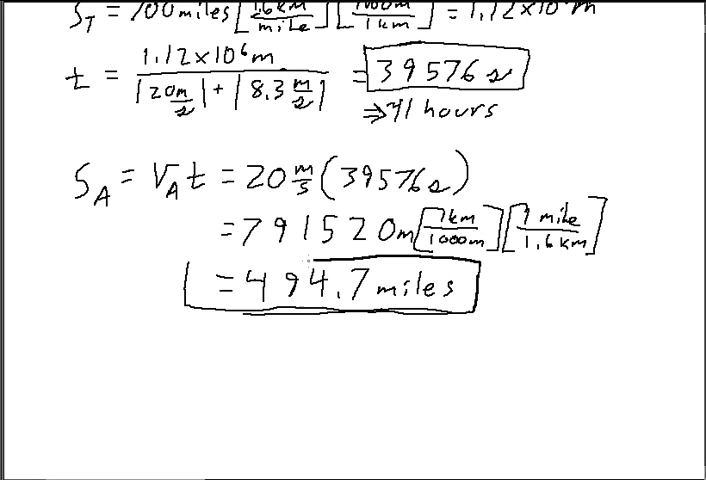 S_T = 700 miles [1.6 km / mile] [1000m / 1 km] = 1.12 x 10 m
t = 1.12 x 10^6 m / |20 m/s| + |8.3 m/s| = 39576 s
⇒ 11 hours
S_A = V_A t = 20 m/s (39576 s)
= 791520 m [1 km / 1000 m] [1 mile / 1.6 km]
= 494.7 miles